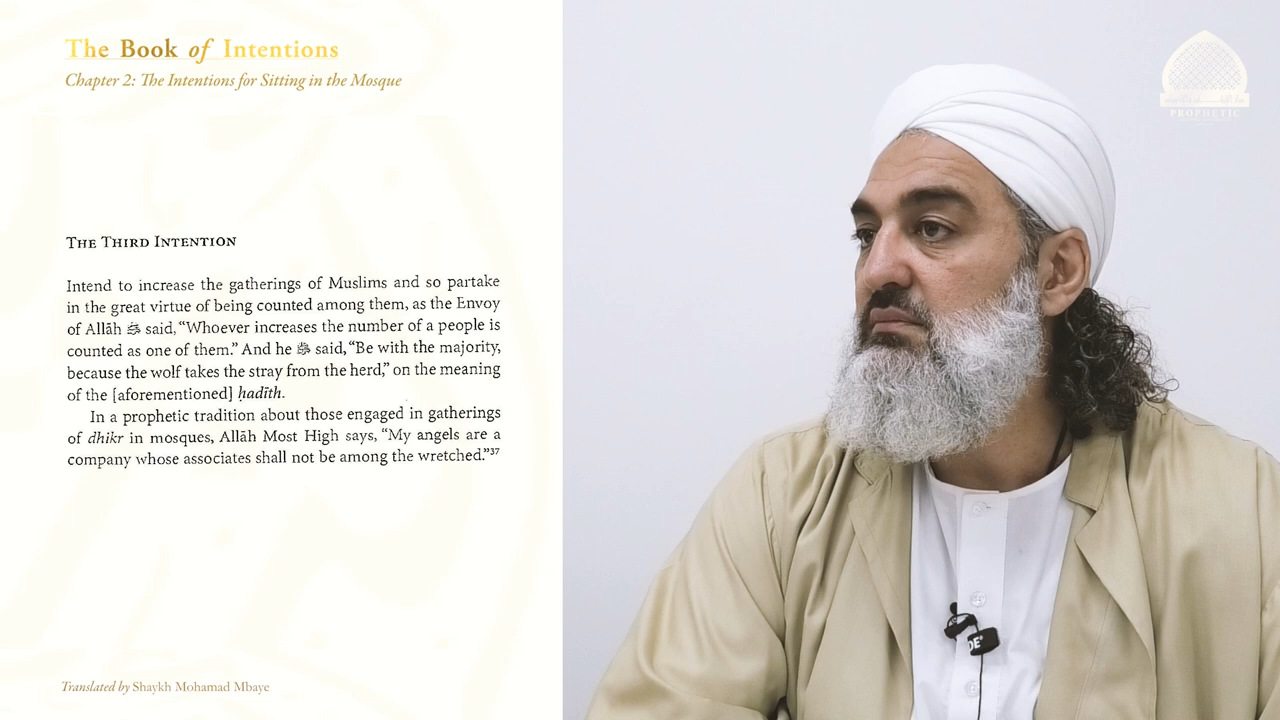 The Book of Intentions
Chapter 2: The Intentions for Sitting in the Mosque
THE THIRD INTENTION
Intend to increase the gatherings of Muslims and so partake
in the great virtue of being counted among them, as the Envoy
of Allāh ﷺ said, “Whoever increases the number of a people is
counted as one of them.” And he ﷺ said, “Be with the majority,
because the wolf takes the stray from the herd,” on the meaning
of the [aforementioned] ḥadīth.
In a prophetic tradition about those engaged in gatherings
of dhikr in mosques, Allāh Most High says, “My angels are a
company whose associates shall not be among the wretched.”37
Translated by Shaykh Mohamad Mbaye
PROPHETIC